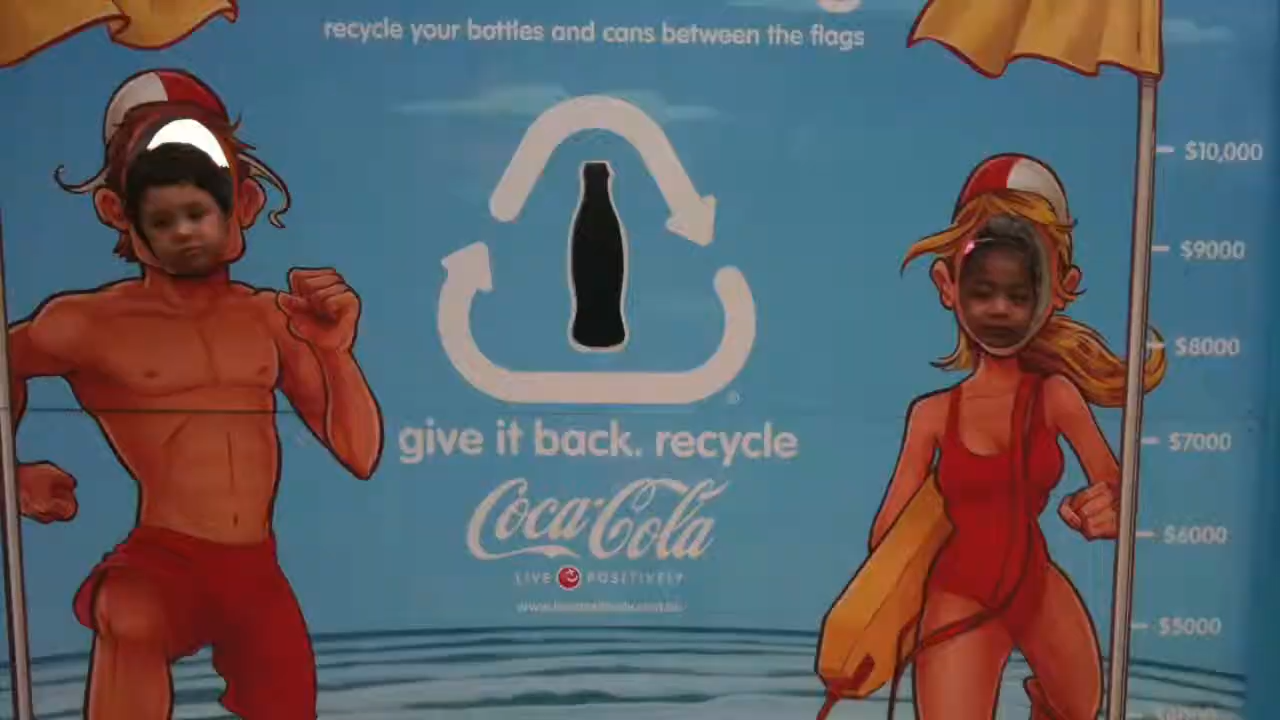 recycle your bottles and cans between the flags
$10,000
$9000
$8000
give it back. recycle
$7000
Coca-Cola
®
$6000
LIVE POSITIVELY
$5000